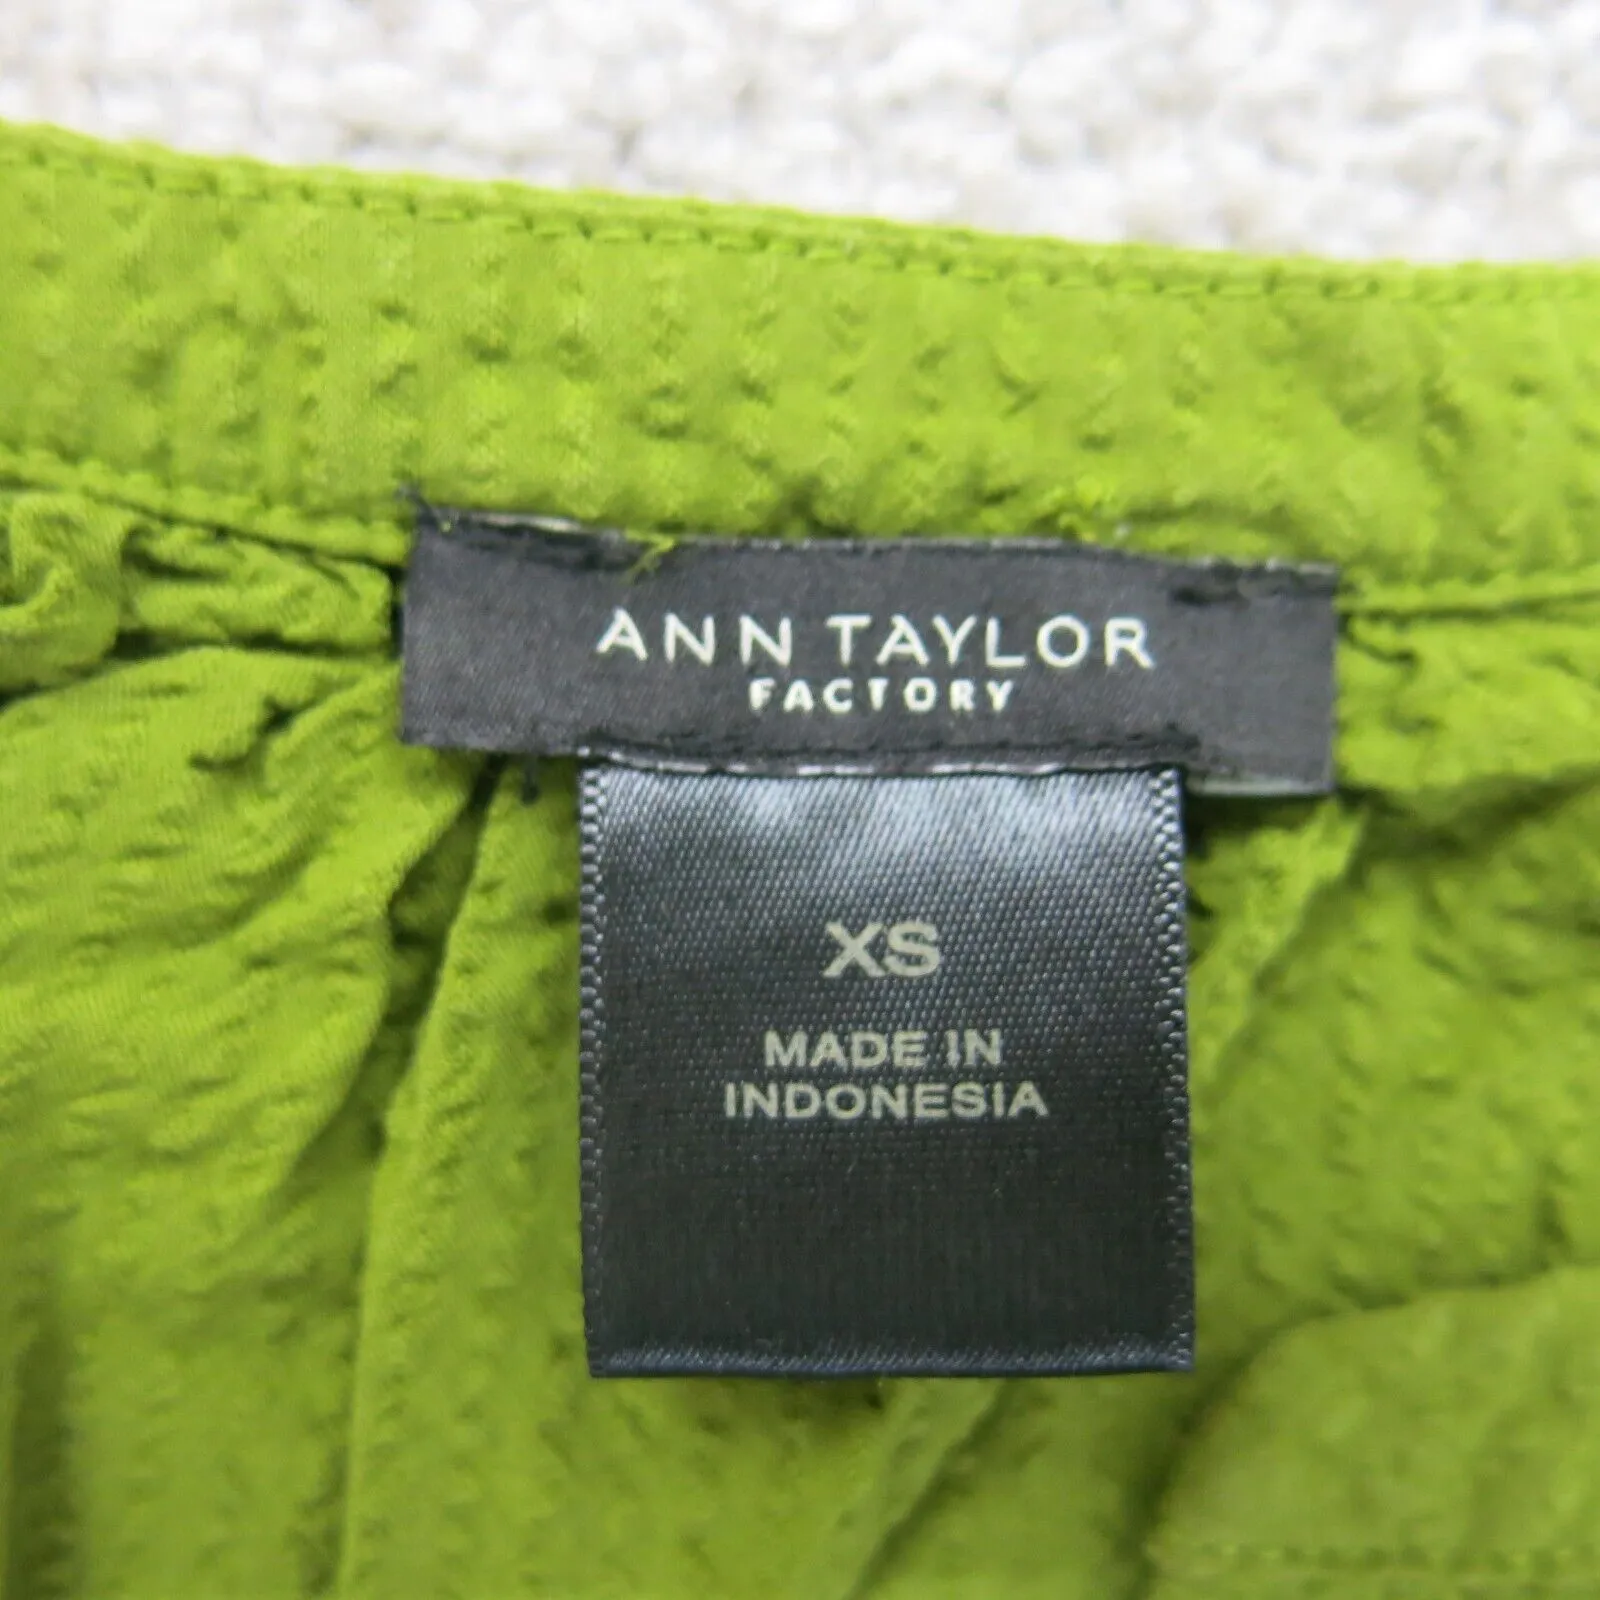 ANN TAYLOR
FACTORY
XS
MADE IN
INDONESIA